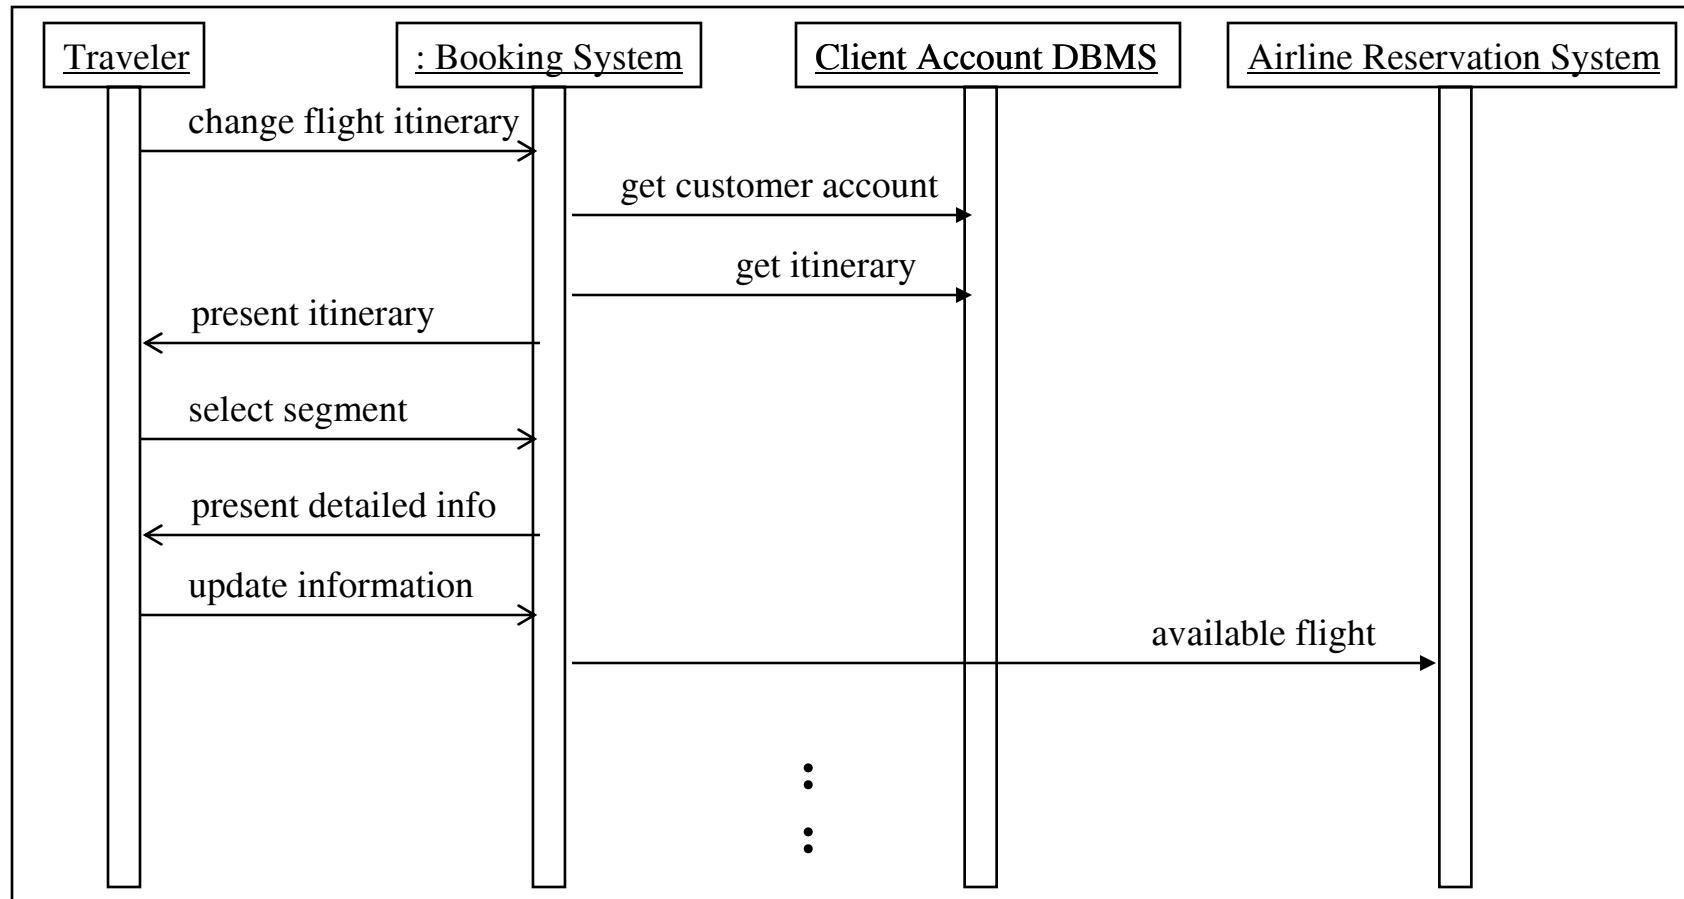 Traveler
: Booking System
Client Account DBMS
Airline Reservation System
change flight itinerary
get customer account
get itinerary
present itinerary
select segment
present detailed info
update information
available flight